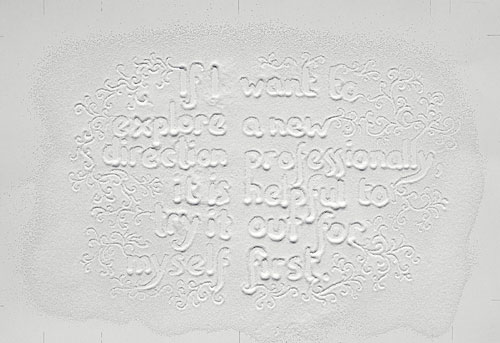 If I want to
explore a new
direction professionally,
it is helpful to
try it out for
myself first.